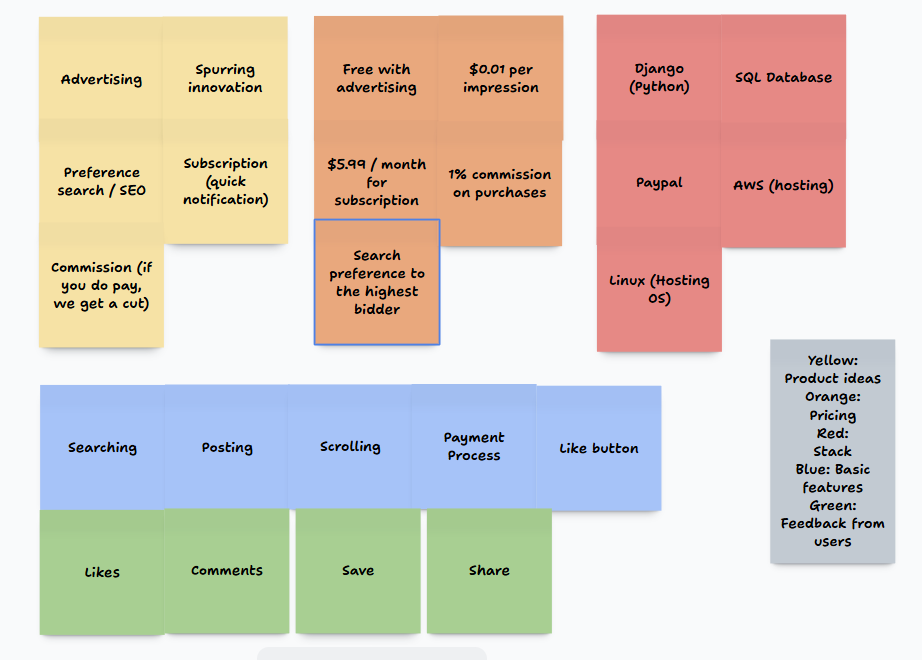 Advertising
Spurring
innovation
Preference
search / SEO
Subscription
(quick
notification)
Commission (if
you do pay,
we get a cut)
Free with
advertising
$0.01 per
impression
$5.99 / month
for
subscription
1% commission
on purchases
Search
preference to
the highest
bidder
Django
(Python)
SQL Database
Paypal
AWS (hosting)
Linux (Hosting
OS)
Yellow:
Product ideas
Orange:
Pricing
Red:
Stack
Blue: Basic
features
Green:
Feedback from
users
Searching
Posting
Scrolling
Payment
Process
Like button
Likes
Comments
Save
Share